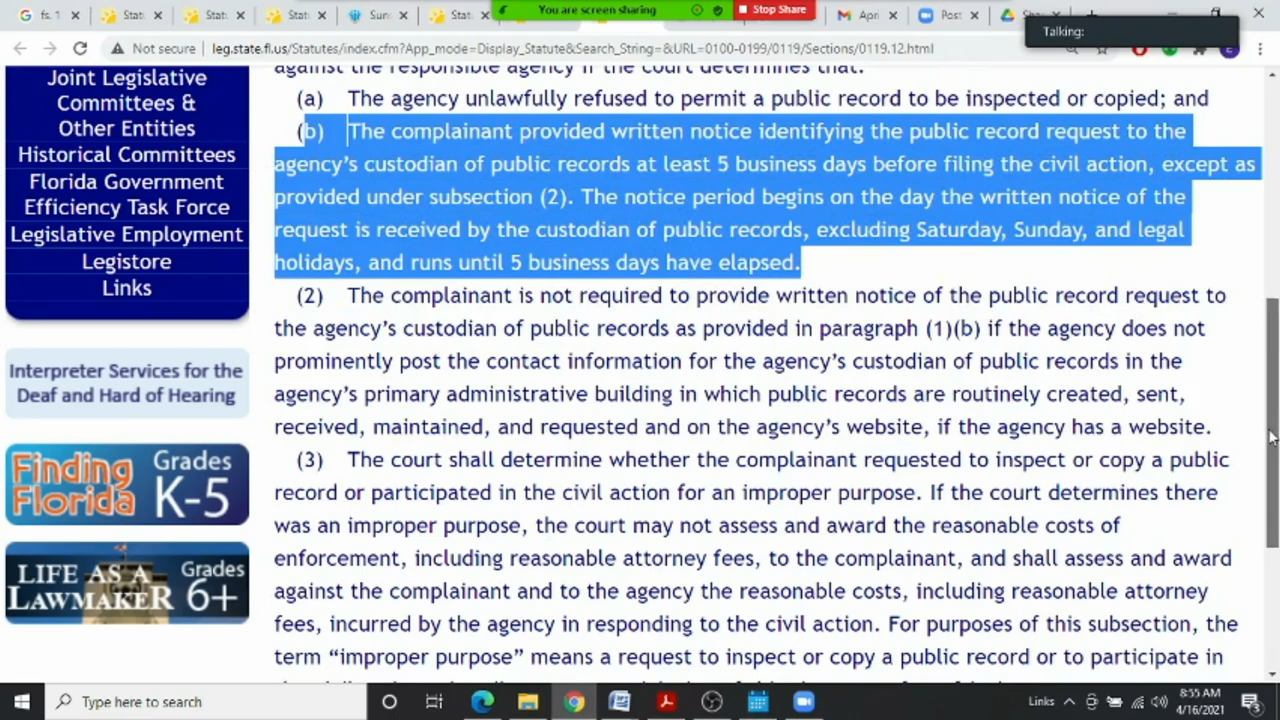 fs. 1
Stat
Stat
Stat
Sun
Stat
You are screen sharing
Stop Share
Apri
Post
Talking:
Not secure
leg.state.fl.us/Statutes/index.cfm?App_mode=Display_Statute&Search_String=&URL=0100-0199/0119/Sections/0119.12.html
Joint Legislative
Committees &
Other Entities
Historical Committees
Florida Government
Efficiency Task Force
Legislative Employment
Legistore
Links
Interpreter Services for the
Deaf and Hard of Hearing
Finding
Florida
Grades
K-5
LIFE AS A
LAWMAKER
Grades
6+
against the responsible agency if the court determines that:
(a) The agency unlawfully refused to permit a public record to be inspected or copied; and
(b) The complainant provided written notice identifying the public record request to the
agency’s custodian of public records at least 5 business days before filing the civil action, except as
provided under subsection (2). The notice period begins on the day the written notice of the
request is received by the custodian of public records, excluding Saturday, Sunday, and legal
holidays, and runs until 5 business days have elapsed.
(2) The complainant is not required to provide written notice of the public record request to
the agency’s custodian of public records as provided in paragraph (1)(b) if the agency does not
prominently post the contact information for the agency’s custodian of public records in the
agency’s primary administrative building in which public records are routinely created, sent,
received, maintained, and requested and on the agency’s website, if the agency has a website.
(3) The court shall determine whether the complainant requested to inspect or copy a public
record or participated in the civil action for an improper purpose. If the court determines there
was an improper purpose, the court may not assess and award the reasonable costs of
enforcement, including reasonable attorney fees, to the complainant, and shall assess and award
against the complainant and to the agency the reasonable costs, including reasonable attorney
fees, incurred by the agency in responding to the civil action. For purposes of this subsection, the
term “improper purpose” means a request to inspect or copy a public record or to participate in
Type here to search
Links
8:55 AM
4/16/2021